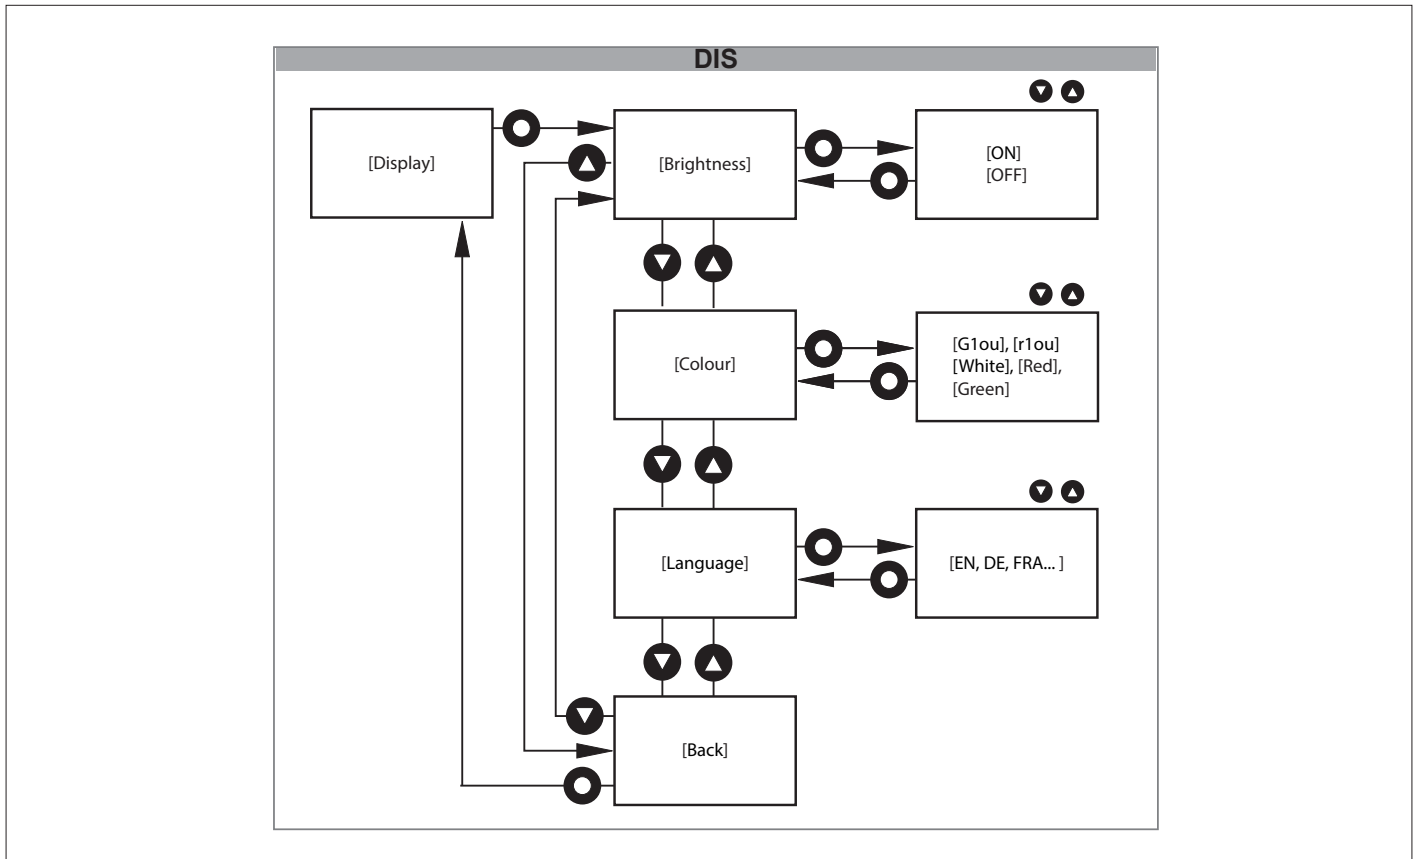 DIS
[Display]
[Brightness]
[ON]
[OFF]
[Colour]
[G1ou], [r1ou]
[White], [Red],
[Green]
[Language]
[EN, DE, FRA... ]
[Back]